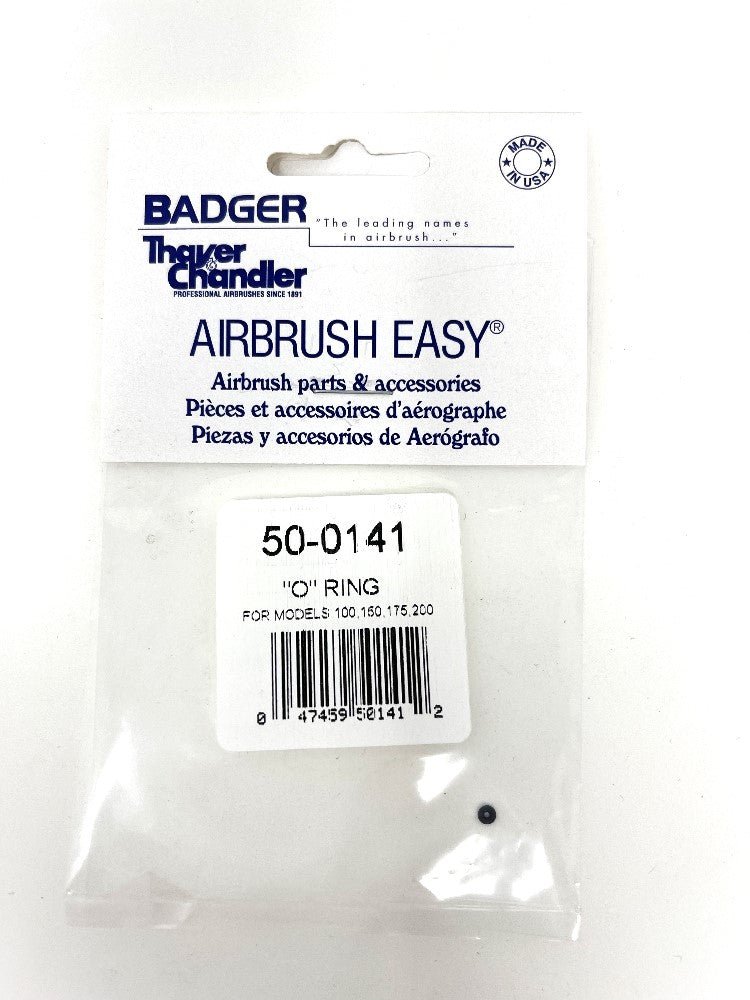 MADE IN USA
BADGER
"The leading names
in airbrush..."
Thayer &
Chandler
PROFESSIONAL AIRBRUSHES SINCE 1891
AIRBRUSH EASY®
Airbrush parts & accessories
Pièces et accessoires d'aérographe
Piezas y accesorios de Aerógrafo
50-0141
"O" RING
FOR MODELS 100,150,175,200
0 47459 50141 2